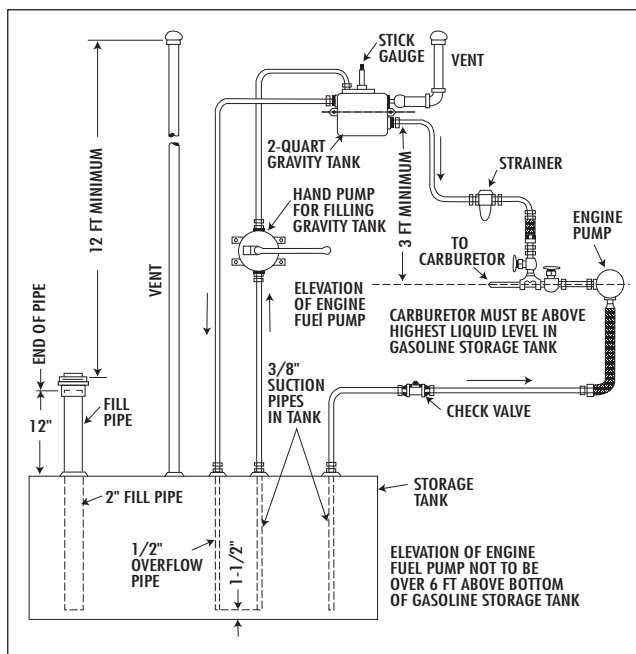 STICK
GAUGE
VENT
2-QUART
GRAVITY TANK
12 FT MINIMUM
3 FT MINIMUM
STRAINER
HAND PUMP
FOR FILLING
GRAVITY TANK
ENGINE
PUMP
TO
CARBURETOR
VENT
ELEVATION
OF ENGINE
FUEl PUMP
CARBURETOR MUST BE ABOVE
HIGHEST LIQUID LEVEL IN
GASOLINE STORAGE TANK
END OF PIPE
3/8"
SUCTION
PIPES
IN TANK
FILL
PIPE
12"
CHECK VALVE
2" FILL PIPE
STORAGE
TANK
1/2"
OVERFLOW
PIPE
1-1/2"
ELEVATION OF ENGINE
FUEL PUMP NOT TO BE
OVER 6 FT ABOVE BOTTOM
OF GASOLINE STORAGE TANK